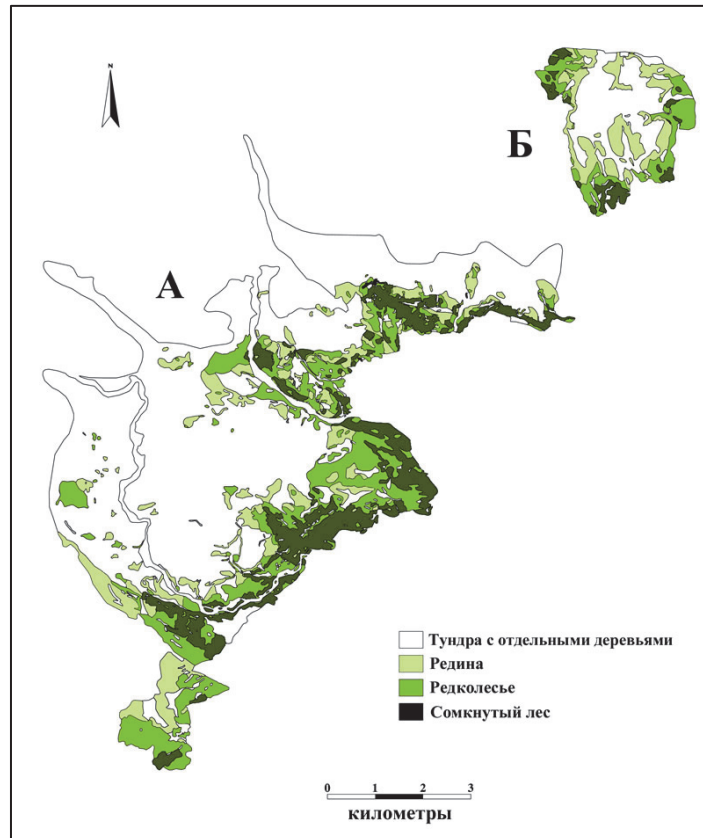 N
Б
А
Тундра с отдельными деревьями
Редина
Редколесье
Сомкнутый лес
0 1 2 3
километры